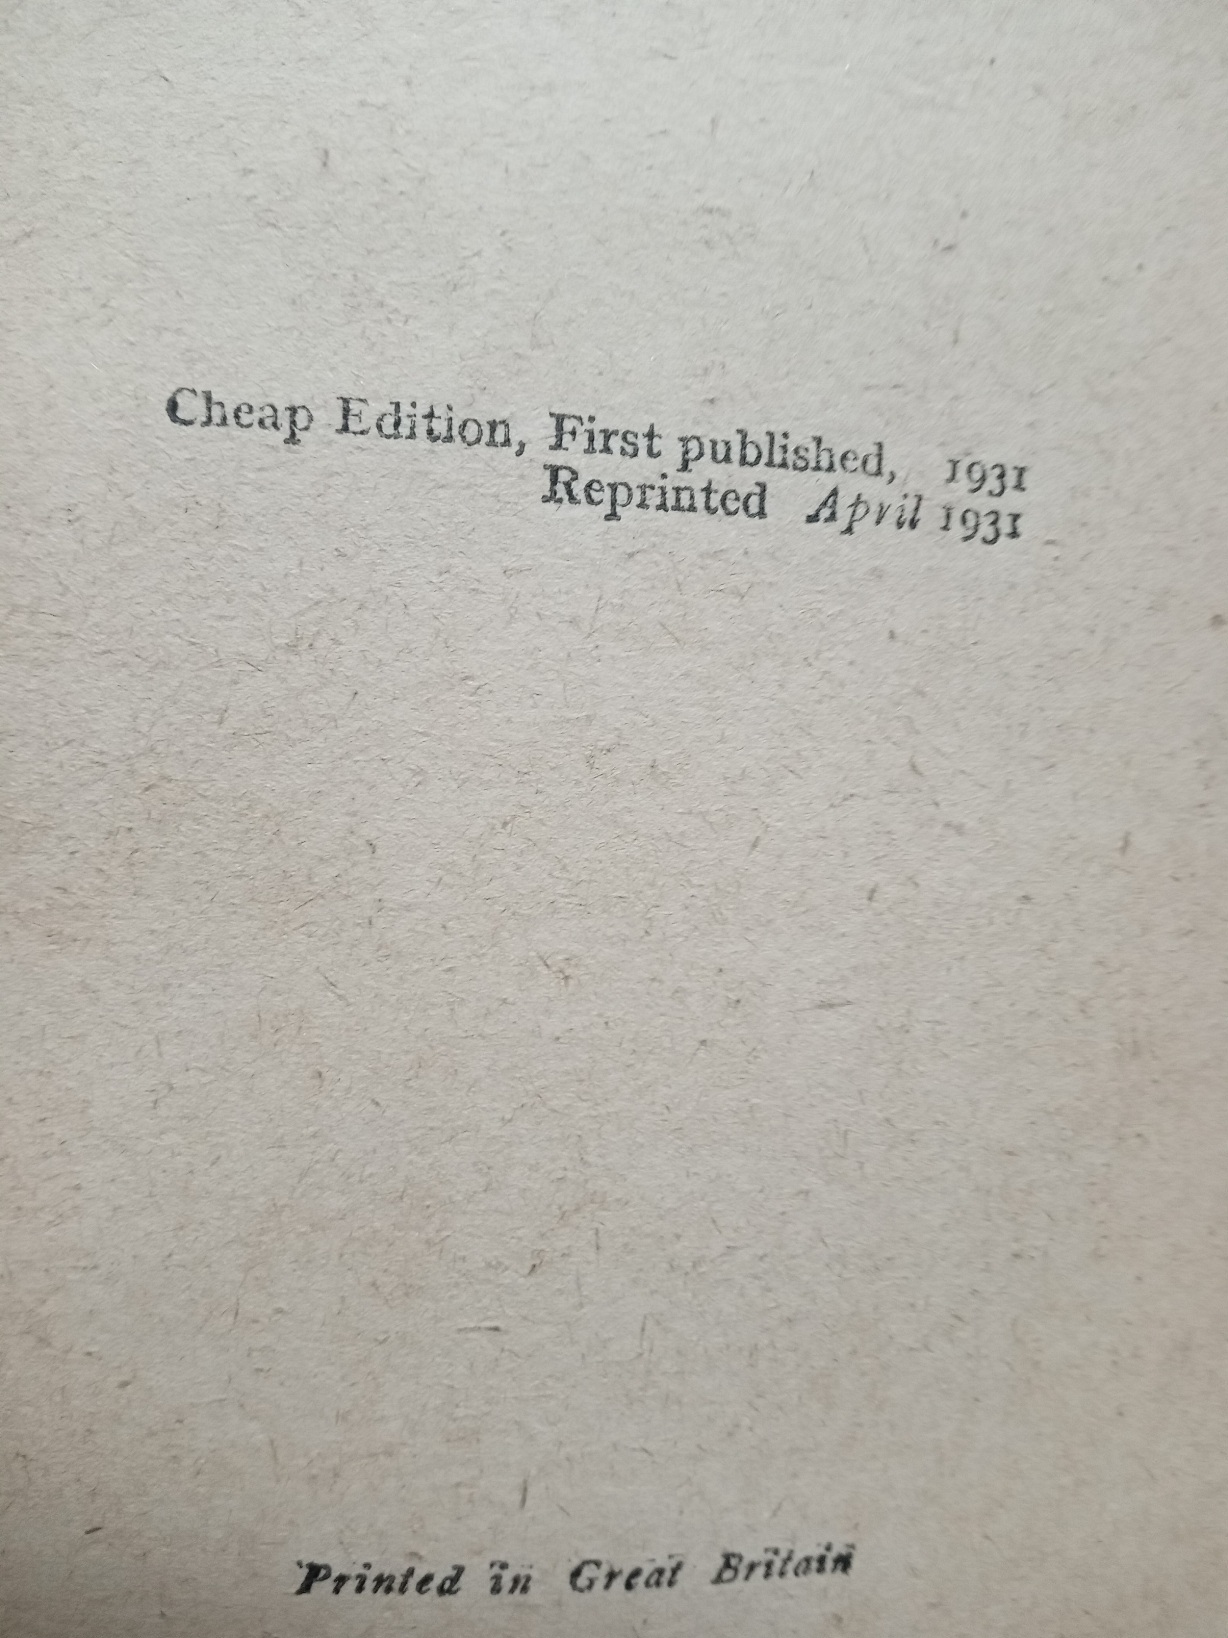 Cheap Edition, First published, 1931
Reprinted April 1931
Printed in Great Britain